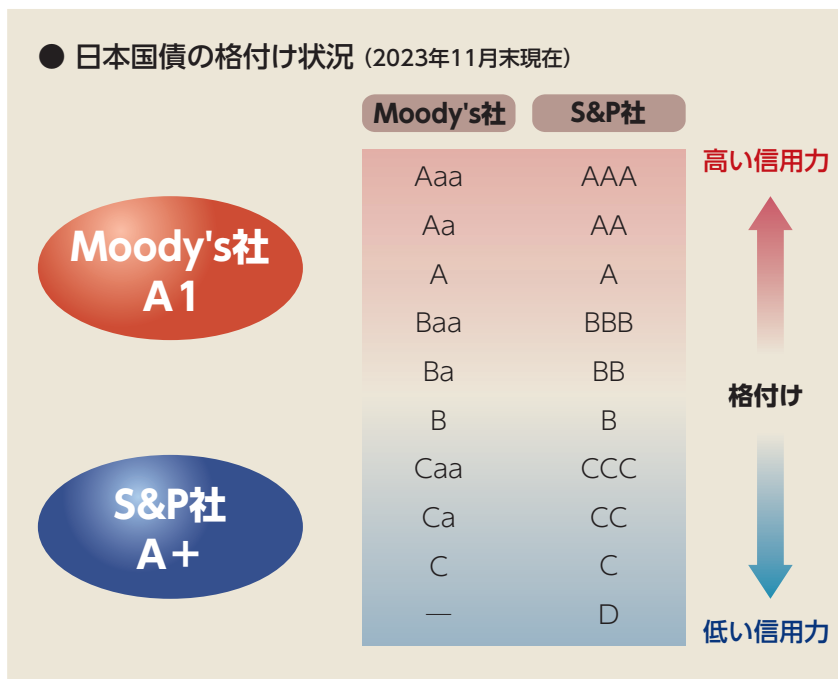 ● 日本国債の格付け状況（2023年11月末現在）
Moody's社 S&P社
高い信用力
Aaa AAA
Aa AA
Moody's社
A1
A A
Baa BBB
Ba BB
格付け
B B
Caa CCC
S&P社
A＋
Ca CC
C C
― D
低い信用力